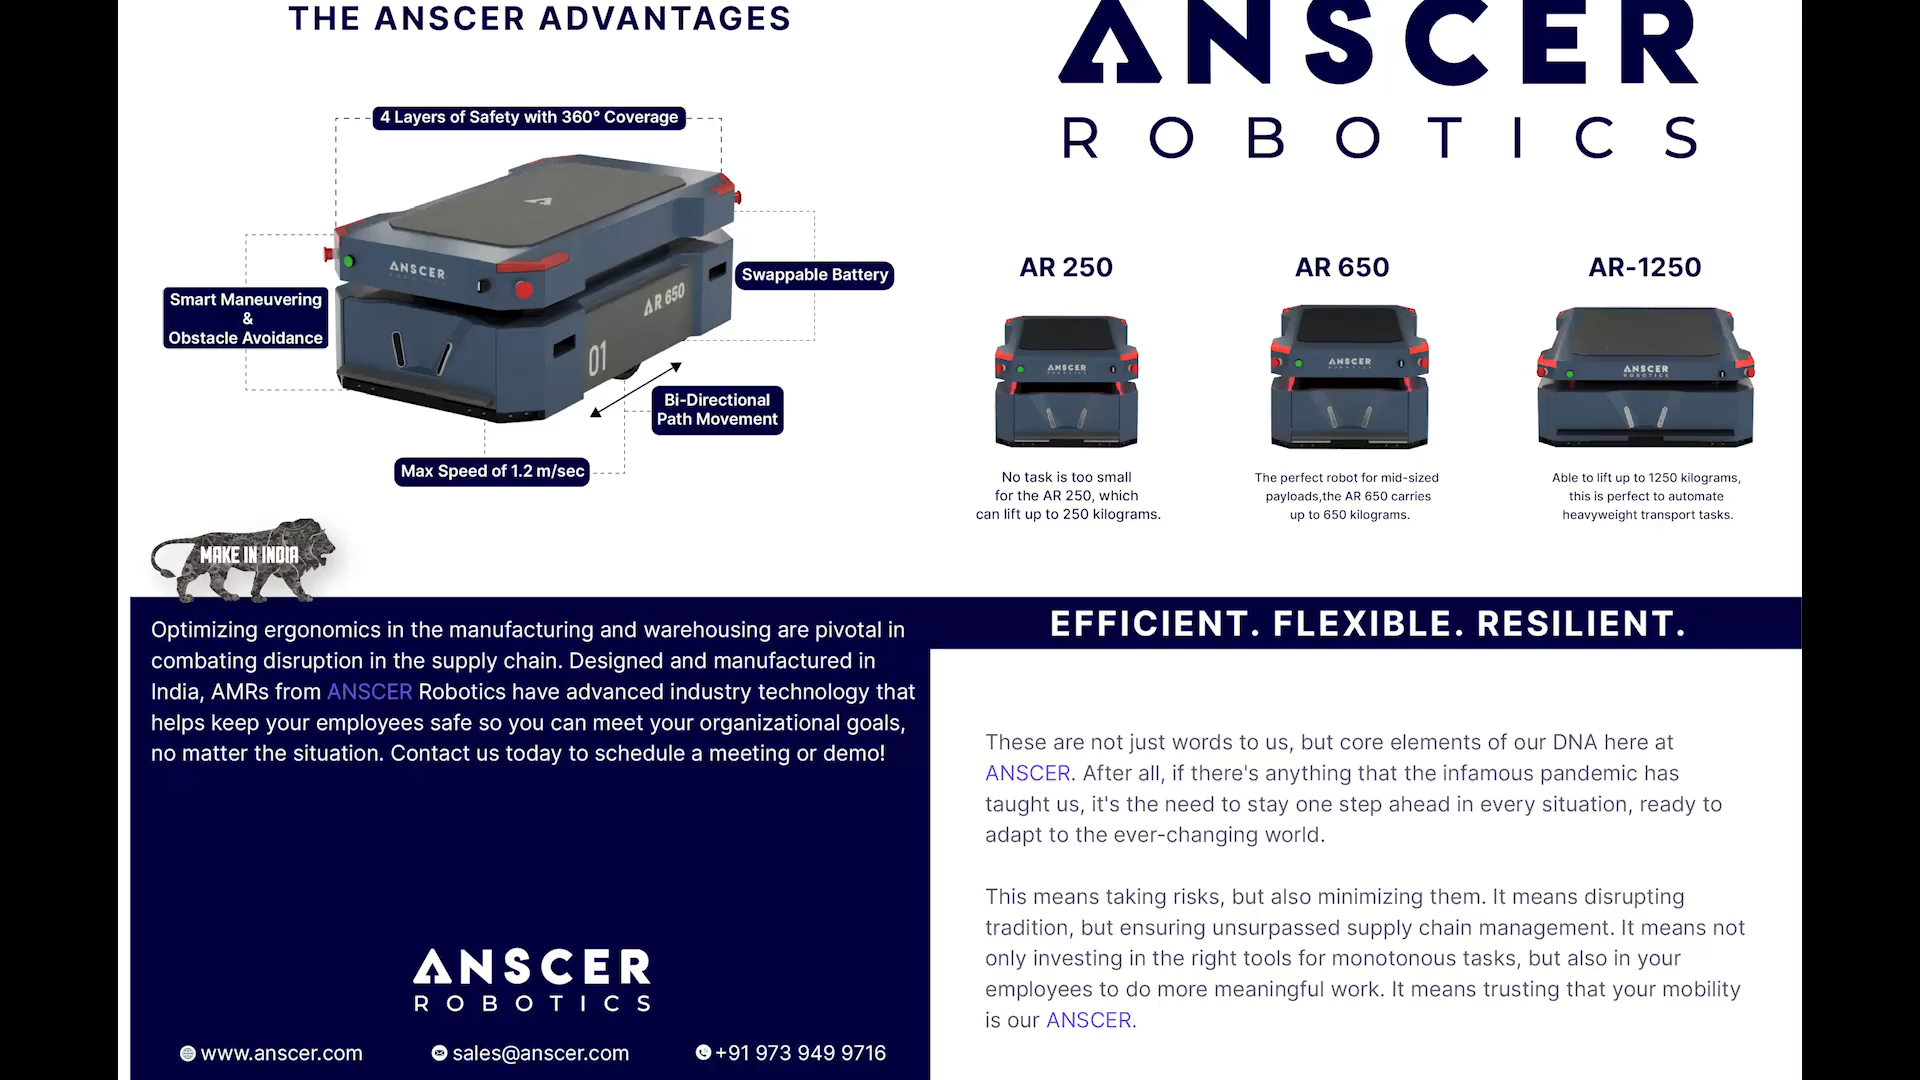 THE ANSCER ADVANTAGES
4 Layers of Safety with 360° Coverage
ANSCER
ROBOTICS
AR 650
01
Swappable Battery
Smart Maneuvering
&
Obstacle Avoidance
Bi-Directional
Path Movement
Max Speed of 1.2 m/sec
MAKE IN INDIA
Optimizing ergonomics in the manufacturing and warehousing are pivotal in
combating disruption in the supply chain. Designed and manufactured in
India, AMRs from ANSCER Robotics have advanced industry technology that
helps keep your employees safe so you can meet your organizational goals,
no matter the situation. Contact us today to schedule a meeting or demo!
ANSCER
ROBOTICS
www.anscer.com
sales@anscer.com
+91 973 949 9716
ANSCER
ROBOTICS
AR 250
AR 650
AR-1250
ANSCER
ROBOTICS
ANSCER
ROBOTICS
ANSCER
ROBOTICS
No task is too small
for the AR 250, which
can lift up to 250 kilograms.
The perfect robot for mid-sized
payloads,the AR 650 carries
up to 650 kilograms.
Able to lift up to 1250 kilograms,
this is perfect to automate
heavyweight transport tasks.
EFFICIENT. FLEXIBLE. RESILIENT.
These are not just words to us, but core elements of our DNA here at
ANSCER. After all, if there's anything that the infamous pandemic has
taught us, it's the need to stay one step ahead in every situation, ready to
adapt to the ever-changing world.
This means taking risks, but also minimizing them. It means disrupting
tradition, but ensuring unsurpassed supply chain management. It means not
only investing in the right tools for monotonous tasks, but also in your
employees to do more meaningful work. It means trusting that your mobility
is our ANSCER.